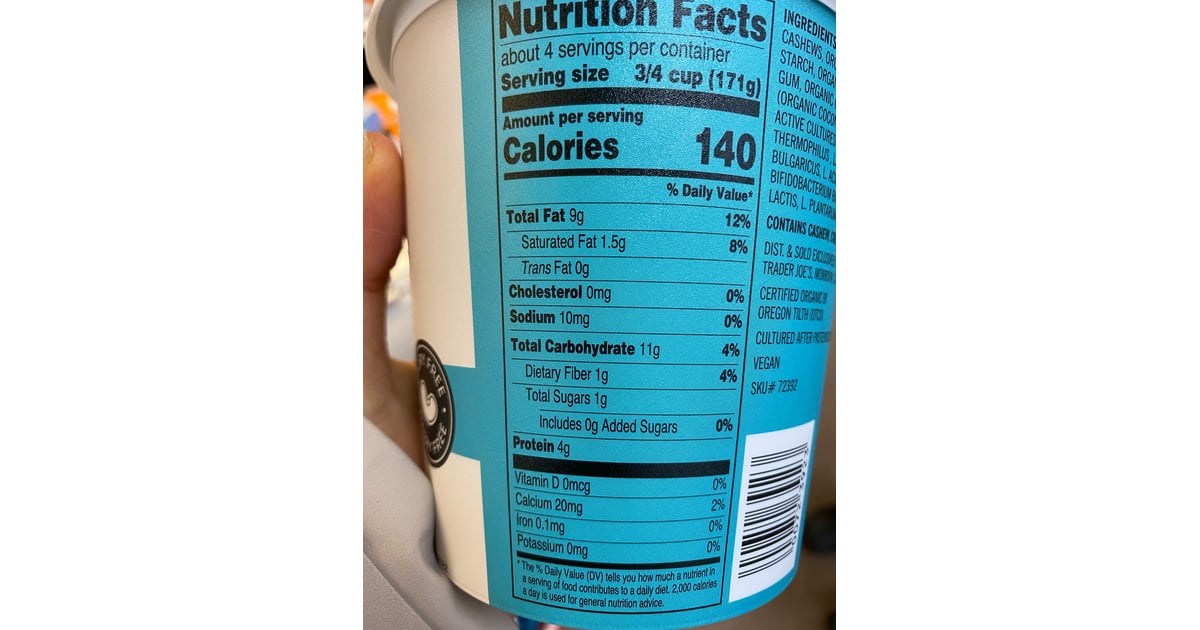 Nutrition Facts
about 4 servings per container
Serving size 3/4 cup (171g)
Amount per serving
Calories 140
% Daily Value*
Total Fat 9g 12%
Saturated Fat 1.5g 8%
Trans Fat 0g
Cholesterol 0mg 0%
Sodium 10mg 0%
Total Carbohydrate 11g 4%
Dietary Fiber 1g 4%
Total Sugars 1g
Includes 0g Added Sugars 0%
Protein 4g
Vitamin D 0mcg 0%
Calcium 20mg 2%
Iron 0.1mg 0%
Potassium 0mg 0%
* The % Daily Value (DV) tells you how much a nutrient in
a serving of food contributes to a daily diet. 2,000 calories
a day is used for general nutrition advice.
INGREDIENTS
CASHEWS,
STARCH,
GUM, ORGANIC
(ORGANIC
ACTIVE
THERMOPHILUS,
BULGARICUS, L.
BIFIDOBACTERIUM
LACTIS, L.
CONTAINS CASHEW,
DIST. & SOLD
TRADER JOE'S,
CERTIFIED ORGANIC BY
OREGON TILTH (OTCO)
CULTURED AFTER
VEGAN
SKU# 72392
FREE
FREE